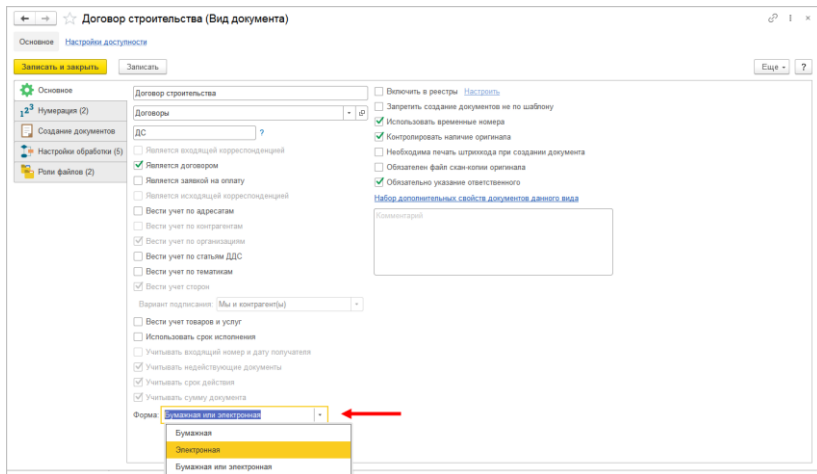 Договор строительства (Вид документа)
Основное Настройки доступности
Записать и закрыть Записать Еще ?
Основное
Нумерация (2)
Создание документов
Настройки обработки (5)
Роли файлов (2)
Договор строительства
Договоры
ДС ?
Является входящей корреспонденцией
Является договором
Является заявкой на оплату
Является исходящей корреспонденцией
Вести учет по адресатам
Вести учет по контрагентам
Вести учет по организациям
Вести учет по статьям ДДС
Вести учет по тематикам
Вести учет сторон
Вариант подписания: Мы и контрагент(ы)
Вести учет товаров и услуг
Использовать срок исполнения
Учитывать входящий номер и дату получателя
Учитывать недействующие документы
Учитывать срок действия
Учитывать сумму документа
Форма: Бумажная или электронная
Бумажная
Электронная
Бумажная или электронная
Включить в реестры Настроить
Запретить создание документов не по шаблону
Использовать временные номера
Контролировать наличие оригинала
Необходима печать штрихкода при создании документа
Обязателен файл скан-копии оригинала
Обязательно указание ответственного
Набор дополнительных свойств документов данного вида
Комментарий